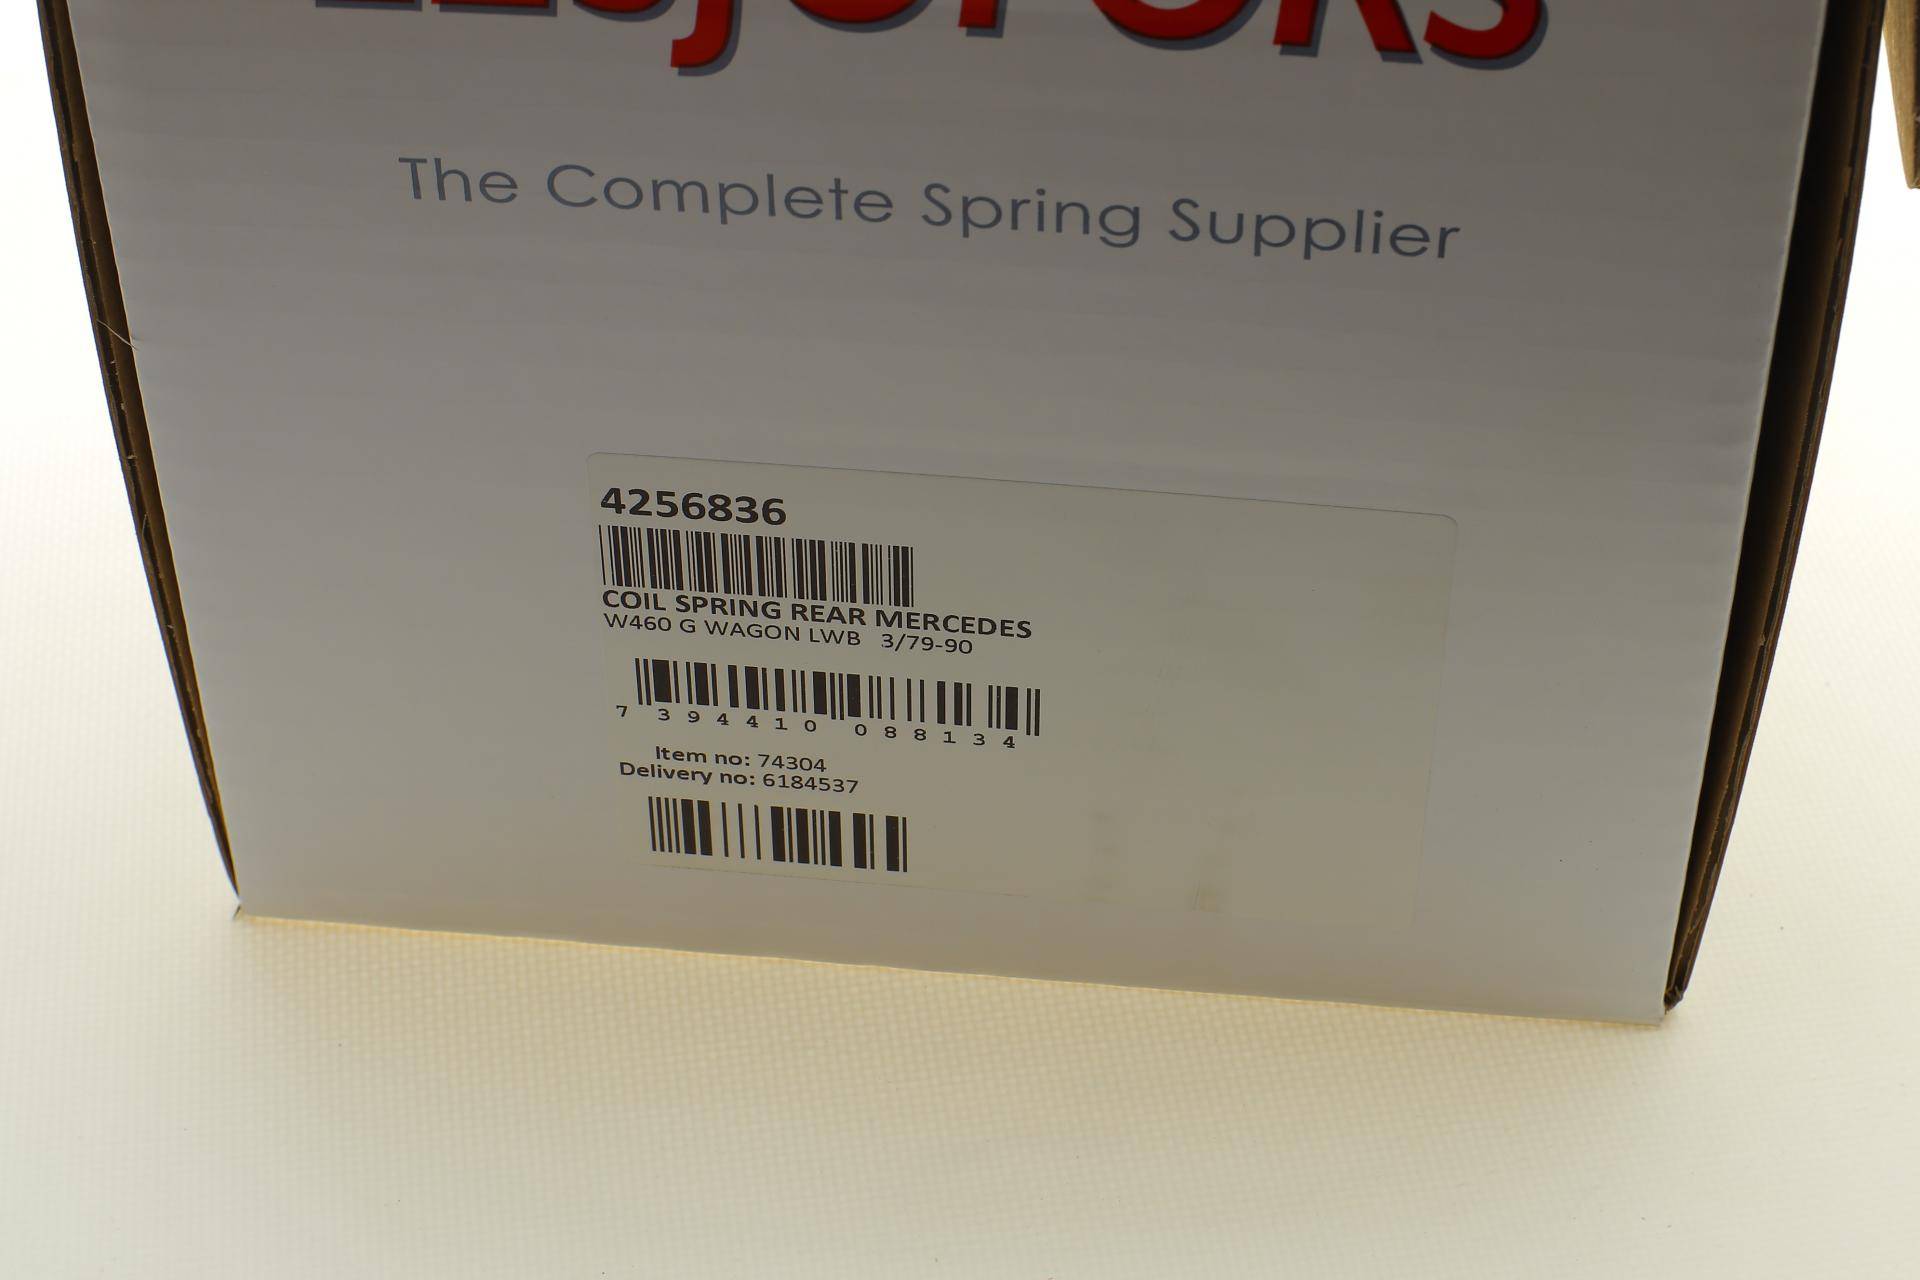 LESJÖFORS
The Complete Spring Supplier
4256836
COIL SPRING REAR MERCEDES
W460 G WAGON LWB 3/79-90
7 394410 088134
Item no: 74304
Delivery no: 6184537